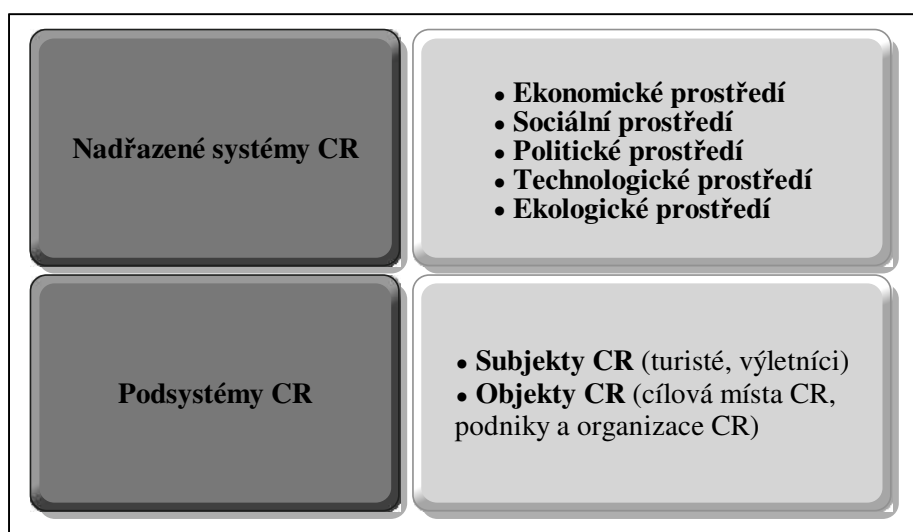 Nadřazené systémy CR
• Ekonomické prostředí
• Sociální prostředí
• Politické prostředí
• Technologické prostředí
• Ekologické prostředí
Podsystémy CR
• Subjekty CR (turisté, výletníci)
• Objekty CR (cílová místa CR,
podniky a organizace CR)